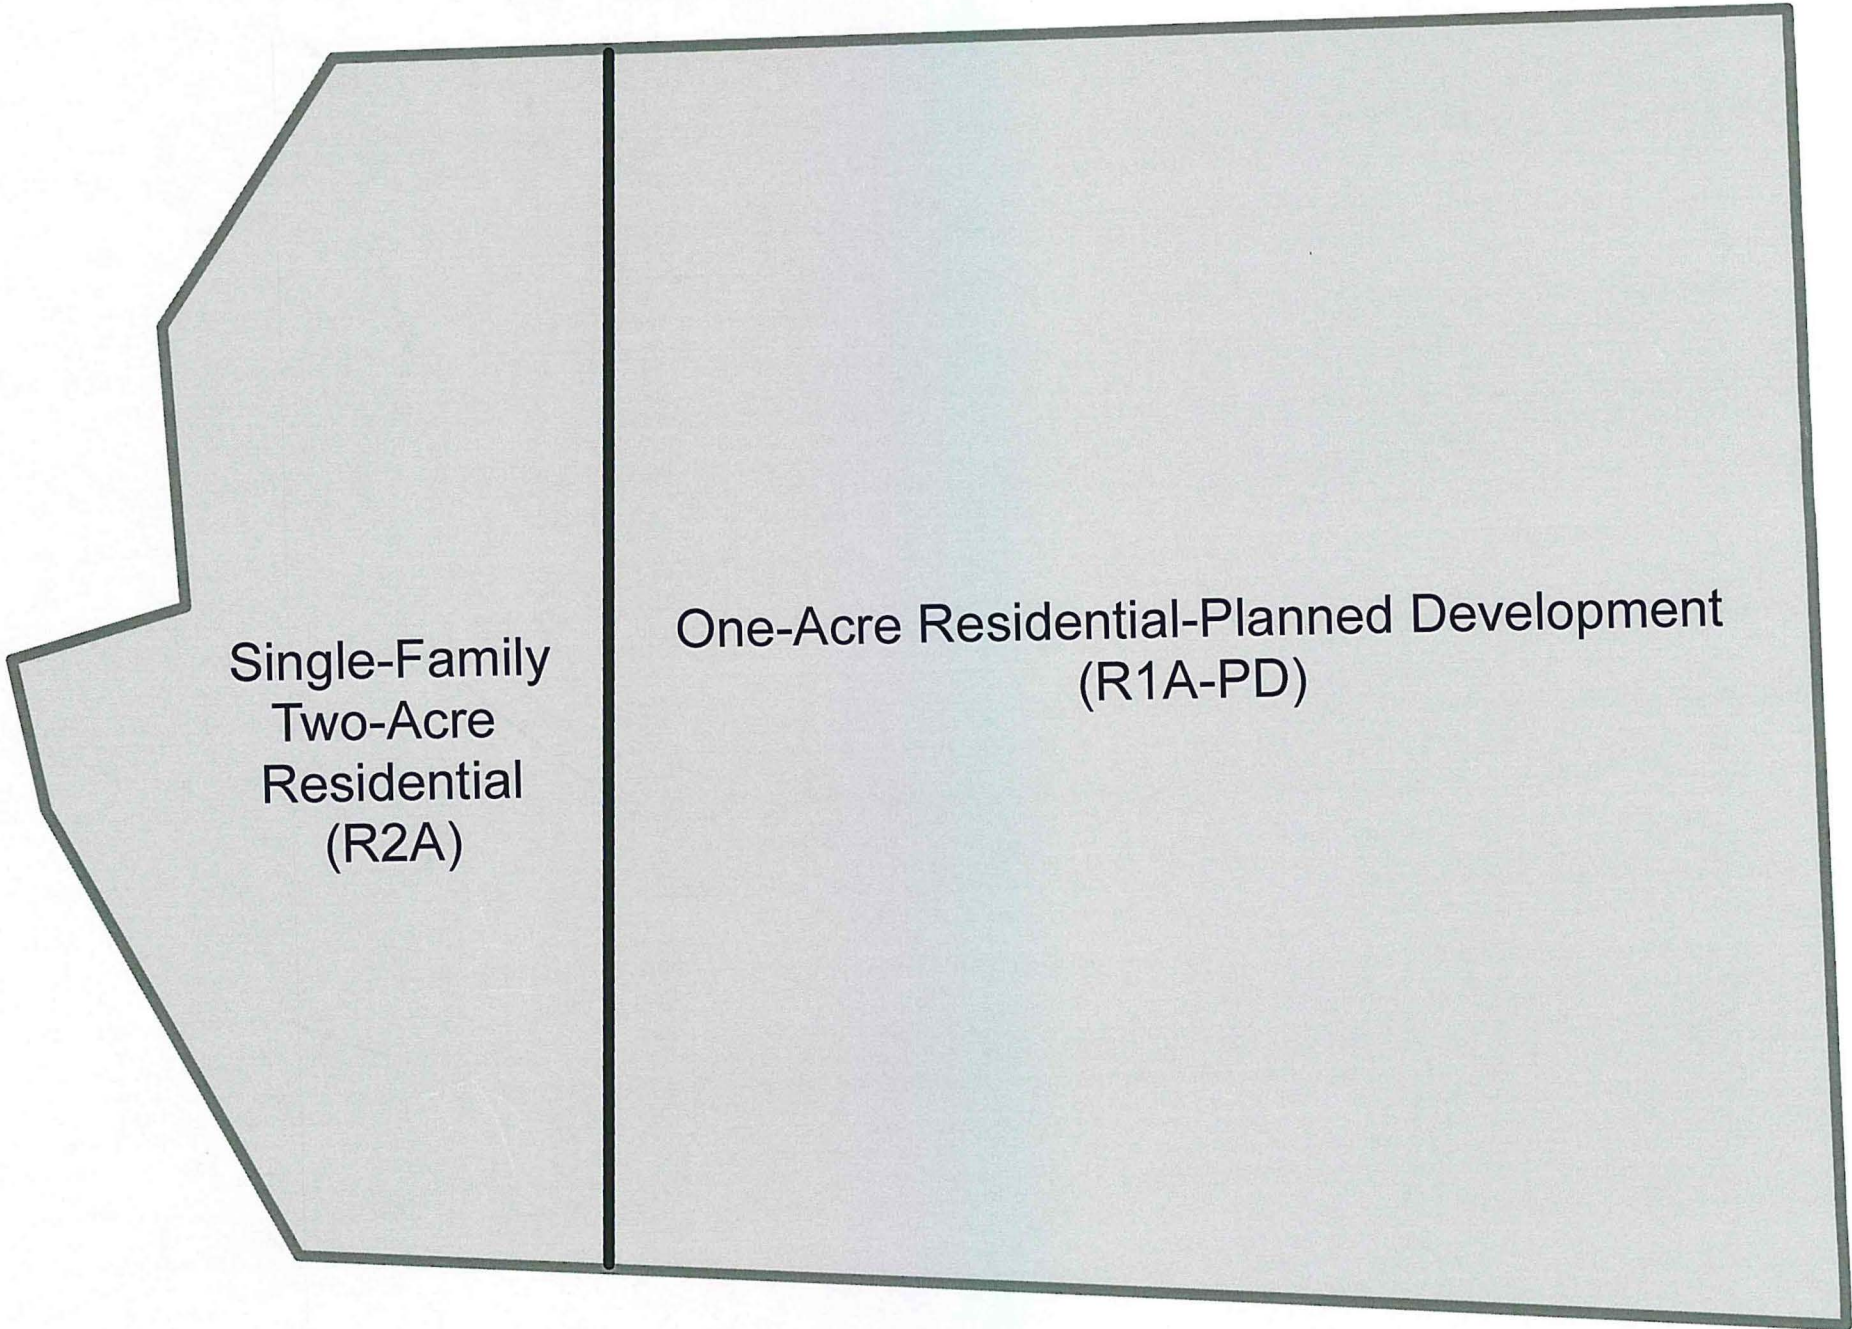 Single-Family
Two-Acre
Residential
(R2A)
One-Acre Residential-Planned Development
(R1A-PD)